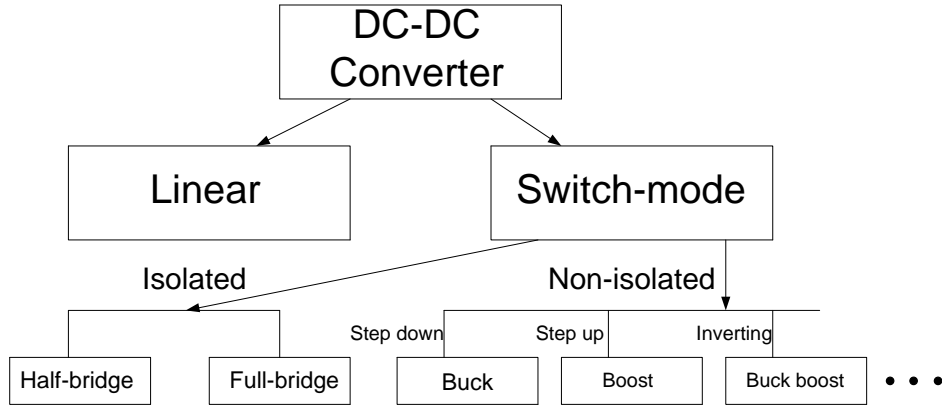 DC-DC
Converter
Linear
Switch-mode
Isolated
Non-isolated
Step down
Step up
Inverting
Half-bridge
Full-bridge
Buck
Boost
Buck boost